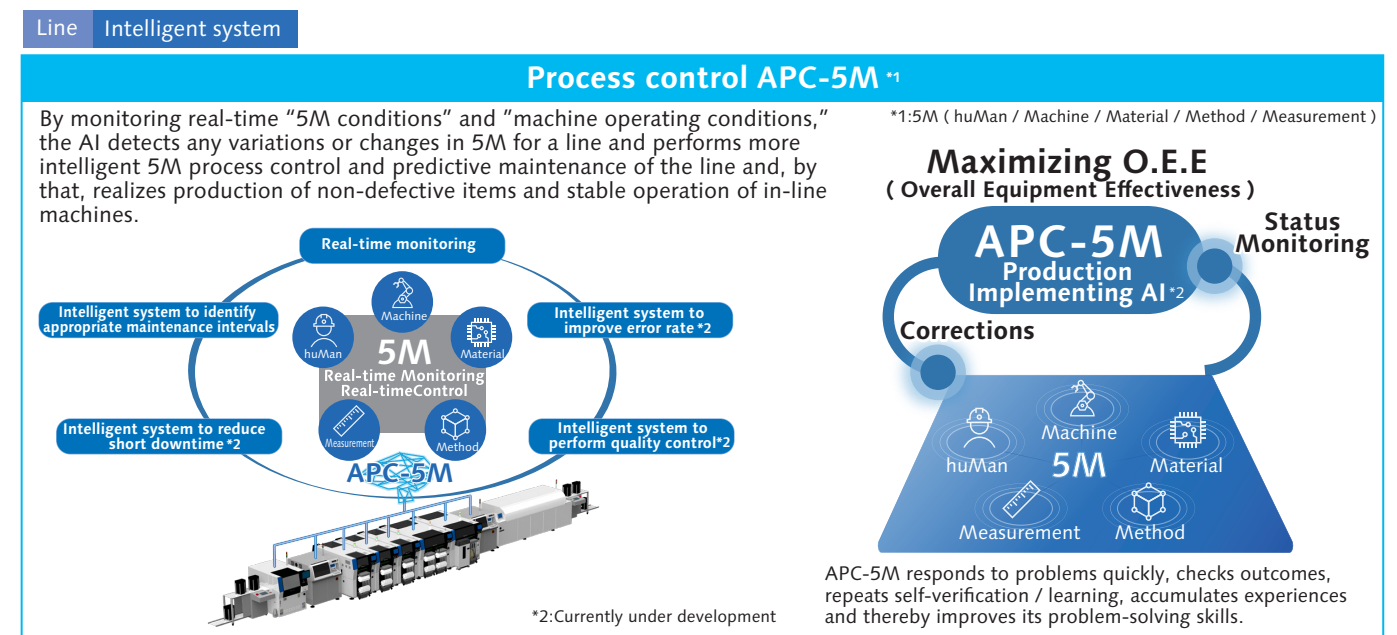 Line Intelligent system
Process control APC-5M *1
By monitoring real-time “5M conditions” and ”machine operating conditions,”
the AI detects any variations or changes in 5M for a line and performs more
intelligent 5M process control and predictive maintenance of the line and, by
that, realizes production of non-defective items and stable operation of in-line
machines.
Real-time monitoring
Intelligent system to identify
appropriate maintenance intervals
Intelligent system to
improve error rate *2
Machine
huMan
Material
5M
Real-time Monitoring
Real-timeControl
Measurement
Method
Intelligent system to reduce
short downtime *2
Intelligent system to
perform quality control*2
APC-5M
*2:Currently under development
*1:5M ( huMan / Machine / Material / Method / Measurement )
Maximizing O.E.E
( Overall Equipment Effectiveness )
APC-5M
Production
Implementing AI *2
Status
Monitoring
Corrections
Machine
huMan
5M
Material
Measurement
Method
APC-5M responds to problems quickly, checks outcomes,
repeats self-verification / learning, accumulates experiences
and thereby improves its problem-solving skills.